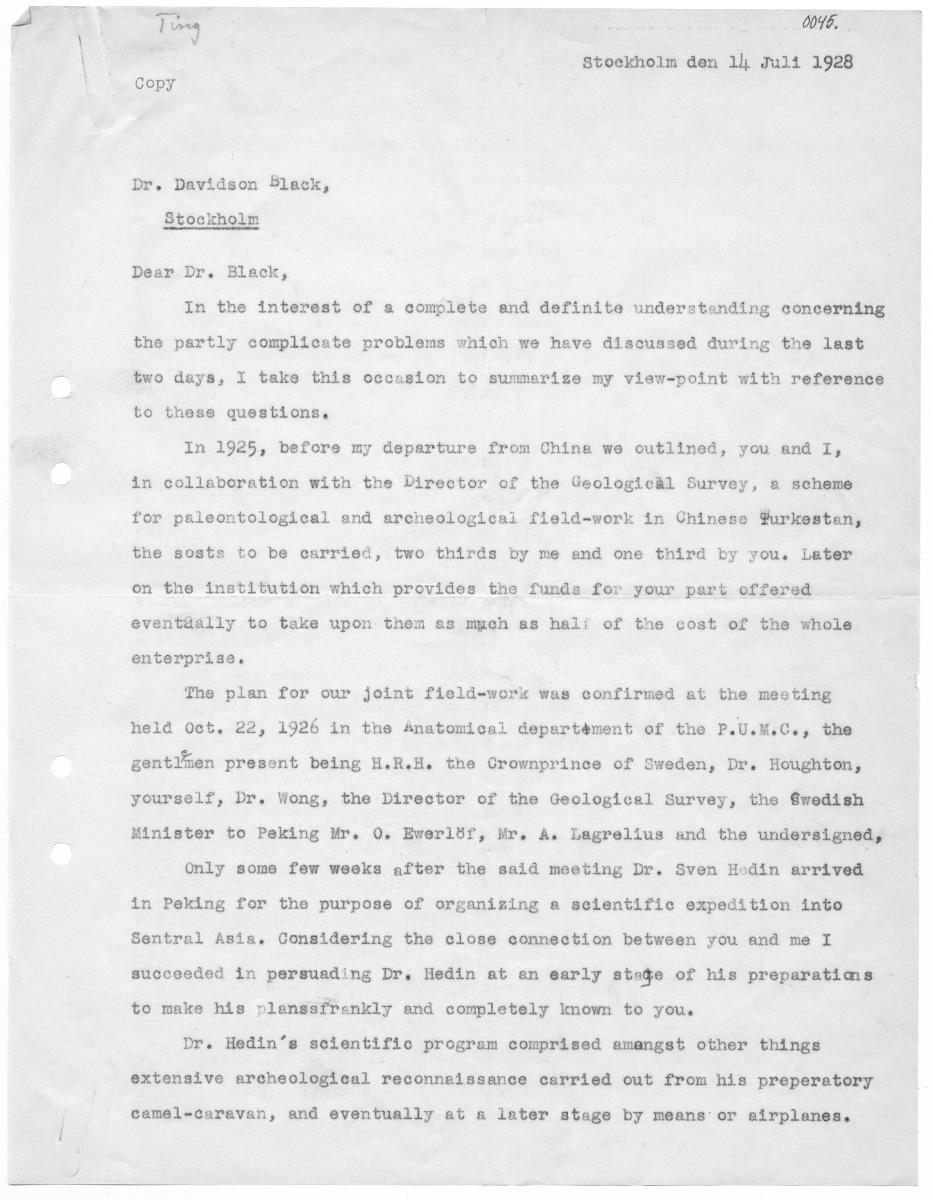 Ting
0045.
Stockholm den 14 Juli 1928
Copy
Dr. Davidson Black,
Stockholm
Dear Dr. Black,
In the interest of a complete and definite understanding concerning
the partly complicate problems which we have discussed during the last
two days, I take this occasion to summarize my view-point with reference
to these questions.
In 1925, before my departure from China we outlined, you and I,
in collaboration with the Director of the Geological Survey, a scheme
for paleontological and archeological field-work in Chinese Turkestan,
the sosts to be carried, two thirds by me and one third by you. Later
on the institution which provides the funds for your part offered
eventually to take upon them as much as half of the cost of the whole
enterprise.
The plan for our joint field-work was confirmed at the meeting
held Oct. 22, 1926 in the Anatomical department of the P.U.M.C., the
gentlemen present being H.R.H. the Crownprince of Sweden, Dr. Houghton,
yourself, Dr. Wong, the Director of the Geological Survey, the Swedish
Minister to Peking Mr. O. Ewerlöf, Mr. A. Lagrelius and the undersigned,
Only some few weeks after the said meeting Dr. Sven Hedin arrived
in Peking for the purpose of organizing a scientific expedition into
Sentral Asia. Considering the close connection between you and me I
succeeded in persuading Dr. Hedin at an early stage of his preparations
to make his planssfrankly and completely known to you.
Dr. Hedin's scientific program comprised amangst other things
extensive archeological reconnaissance carried out from his preperatory
camel-caravan, and eventually at a later stage by means or airplanes.